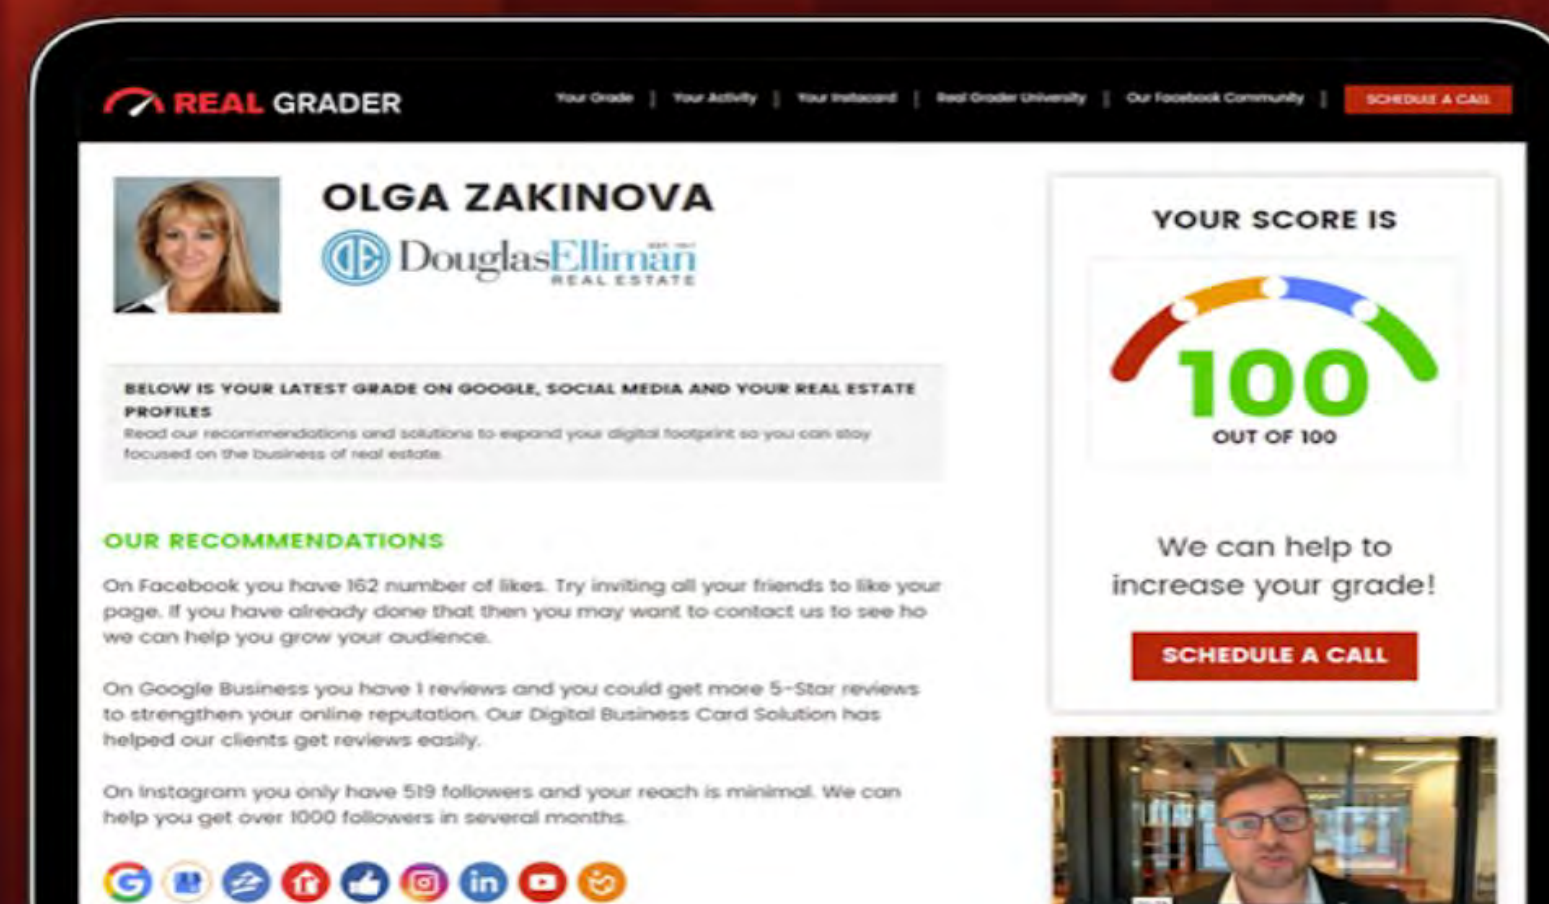 REAL GRADER
Your Grade | Your Activity | Your Instacard | Real Grader University | Our Facebook Community | SCHEDULE A CALL
OLGA ZAKINOVA
DouglasElliman
REAL ESTATE
BELOW IS YOUR LATEST GRADE ON GOOGLE, SOCIAL MEDIA AND YOUR REAL ESTATE
PROFILES
Read our recommendations and solutions to expand your digital footprint so you can stay
focused on the business of real estate.
OUR RECOMMENDATIONS
On Facebook you have 162 number of likes. Try inviting all your friends to like your
page. If you have already done that then you may want to contact us to see ho
we can help you grow your audience.
On Google Business you have 1 reviews and you could get more 5-Star reviews
to strengthen your online reputation. Our Digital Business Card Solution has
helped our clients get reviews easily.
On Instagram you only have 519 followers and your reach is minimal. We can
help you get over 1000 followers in several months.
YOUR SCORE IS
100
OUT OF 100
We can help to
increase your grade!
SCHEDULE A CALL